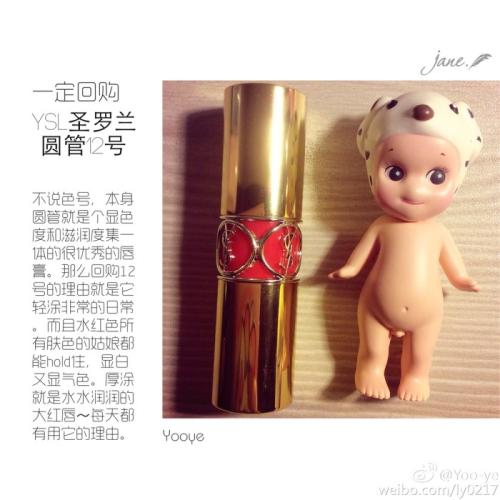 jane.
一定回购
YSL圣罗兰
圆管12号
不说色号，本身
圆管就是个显色
度和滋润度集一
体的很优秀的唇
膏。那么回购12
号的理由就是它
轻涂非常的日常
。而且水红色所
有肤色的姑娘都
能hold住，显白
又显气色。厚涂
就是水水润润的
大红唇～每天都
有用它的理由。
Yooye
@Yoo-ye
weibo.com/ly0217